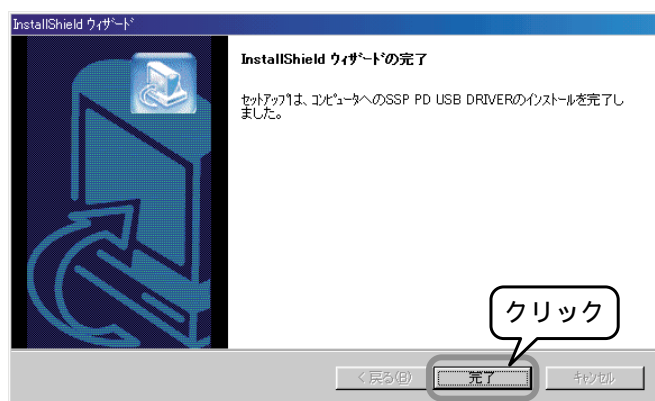 InstallShield ウィザード
InstallShield ウィザードの完了
セットアップは、コンピュータへのSSP PD USB DRIVERのインストールを完了し
ました。
クリック
< 戻る(B)
完了
キャンセル